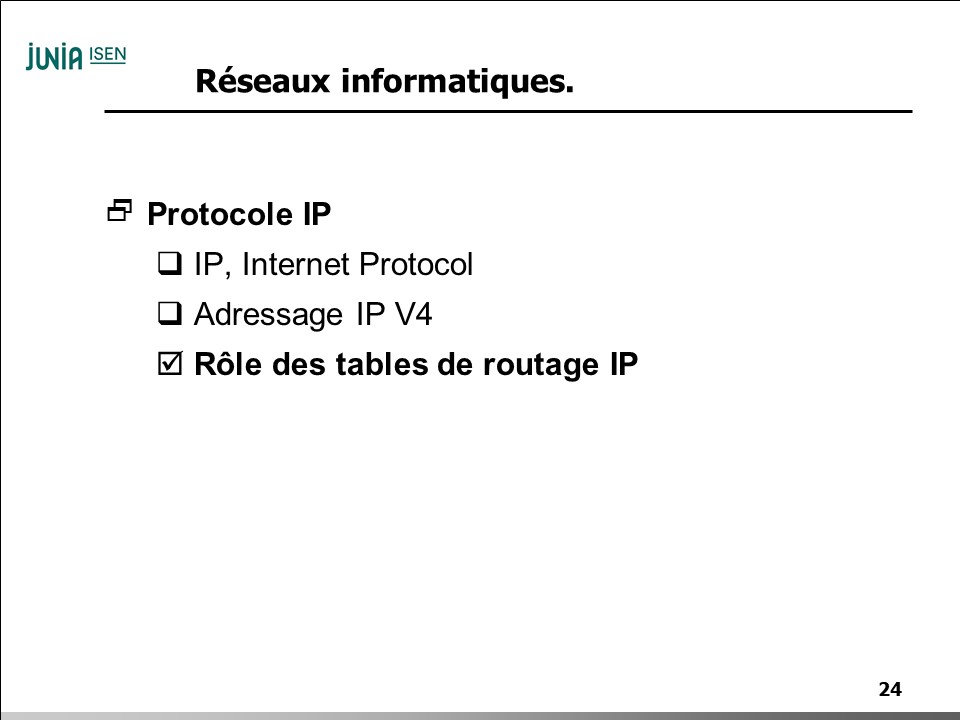 JUNIA ISEN
Réseaux informatiques.
Protocole IP
IP, Internet Protocol
Adressage IP V4
Rôle des tables de routage IP
24